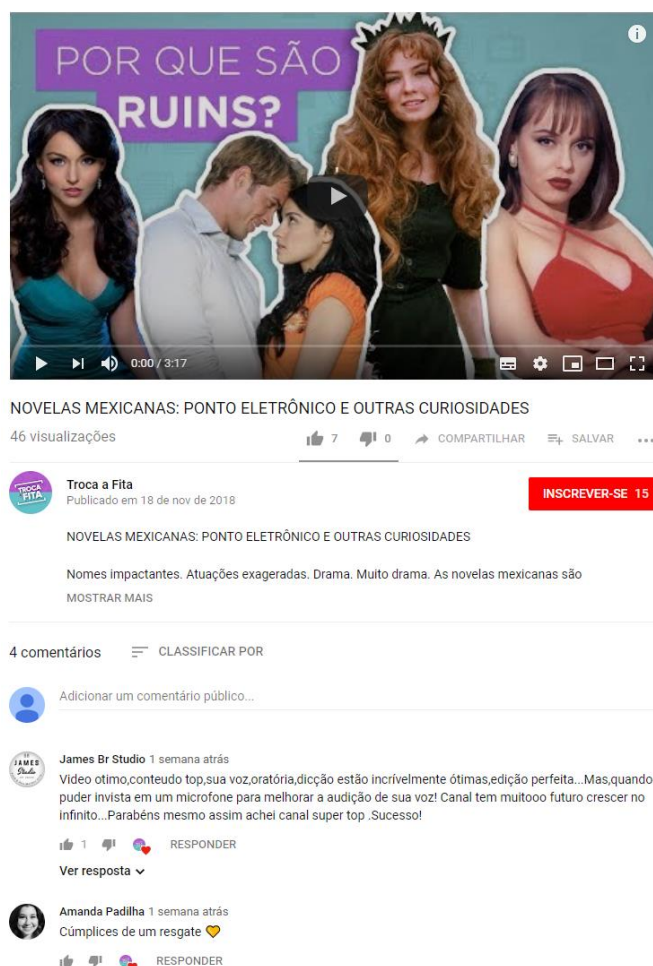 POR QUE SÃO
RUINS?
0:00 / 3:17
NOVELAS MEXICANAS: PONTO ELETRÔNICO E OUTRAS CURIOSIDADES
46 visualizações
7
0
COMPARTILHAR
SALVAR
TROCA
FITA
Troca a Fita
Publicado em 18 de nov de 2018
INSCREVER-SE 15
NOVELAS MEXICANAS: PONTO ELETRÔNICO E OUTRAS CURIOSIDADES
Nomes impactantes. Atuações exageradas. Drama. Muito drama. As novelas mexicanas são
MOSTRAR MAIS
4 comentários
CLASSIFICAR POR
Adicionar um comentário público...
JAMES
Studio
James Br Studio 1 semana atrás
Video otimo,conteudo top,sua voz,oratória,dicção estão incrívelmente ótimas,edição perfeita...Mas,quando
puder invista em um microfone para melhorar a audição de sua voz! Canal tem muitooo futuro crescer no
infinito...Parabéns mesmo assim achei canal super top .Sucesso!
1
RESPONDER
Ver resposta
Amanda Padilha 1 semana atrás
Cúmplices de um resgate 💛
RESPONDER